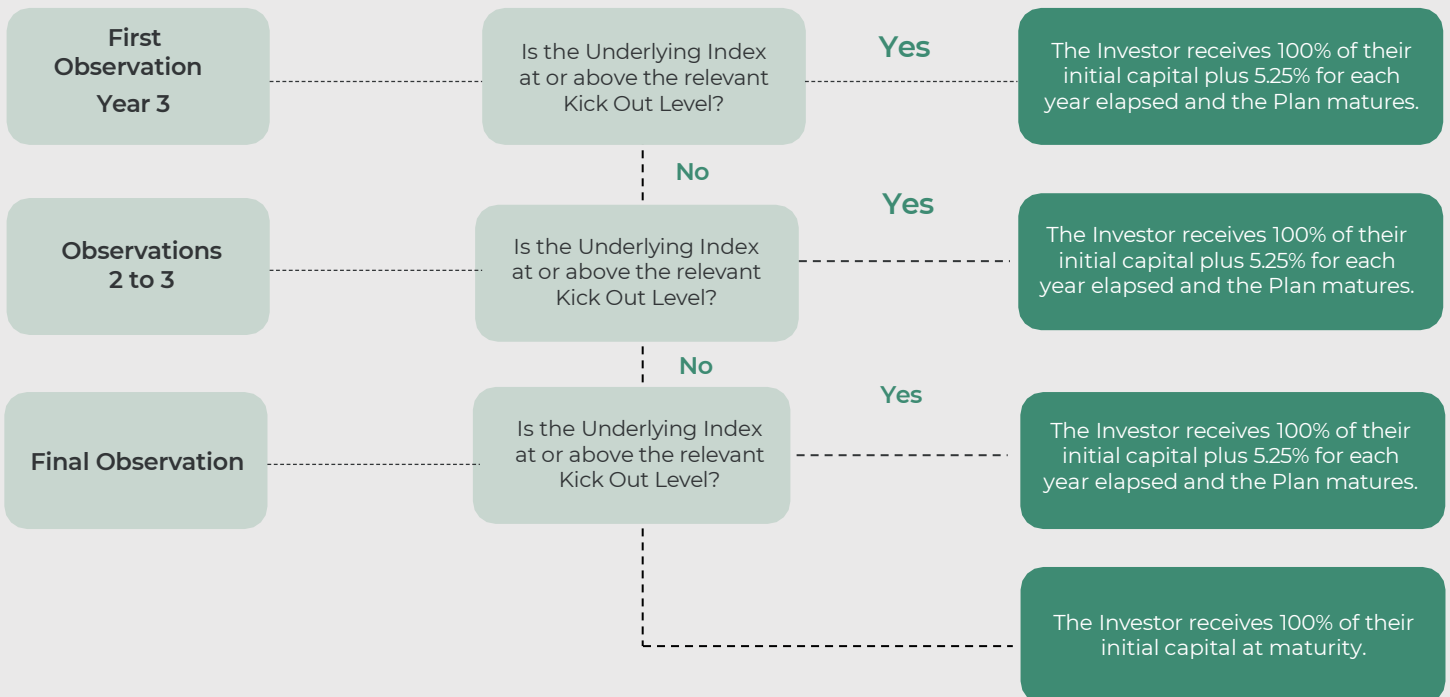 First
Observation
Year 3
Is the Underlying Index
at or above the relevant
Kick Out Level?
Yes
The Investor receives 100% of their
initial capital plus 5.25% for each
year elapsed and the Plan matures.
No
Observations
2 to 3
Is the Underlying Index
at or above the relevant
Kick Out Level?
Yes
The Investor receives 100% of their
initial capital plus 5.25% for each
year elapsed and the Plan matures.
No
Final Observation
Is the Underlying Index
at or above the relevant
Kick Out Level?
Yes
The Investor receives 100% of their
initial capital plus 5.25% for each
year elapsed and the Plan matures.
The Investor receives 100% of their
initial capital at maturity.